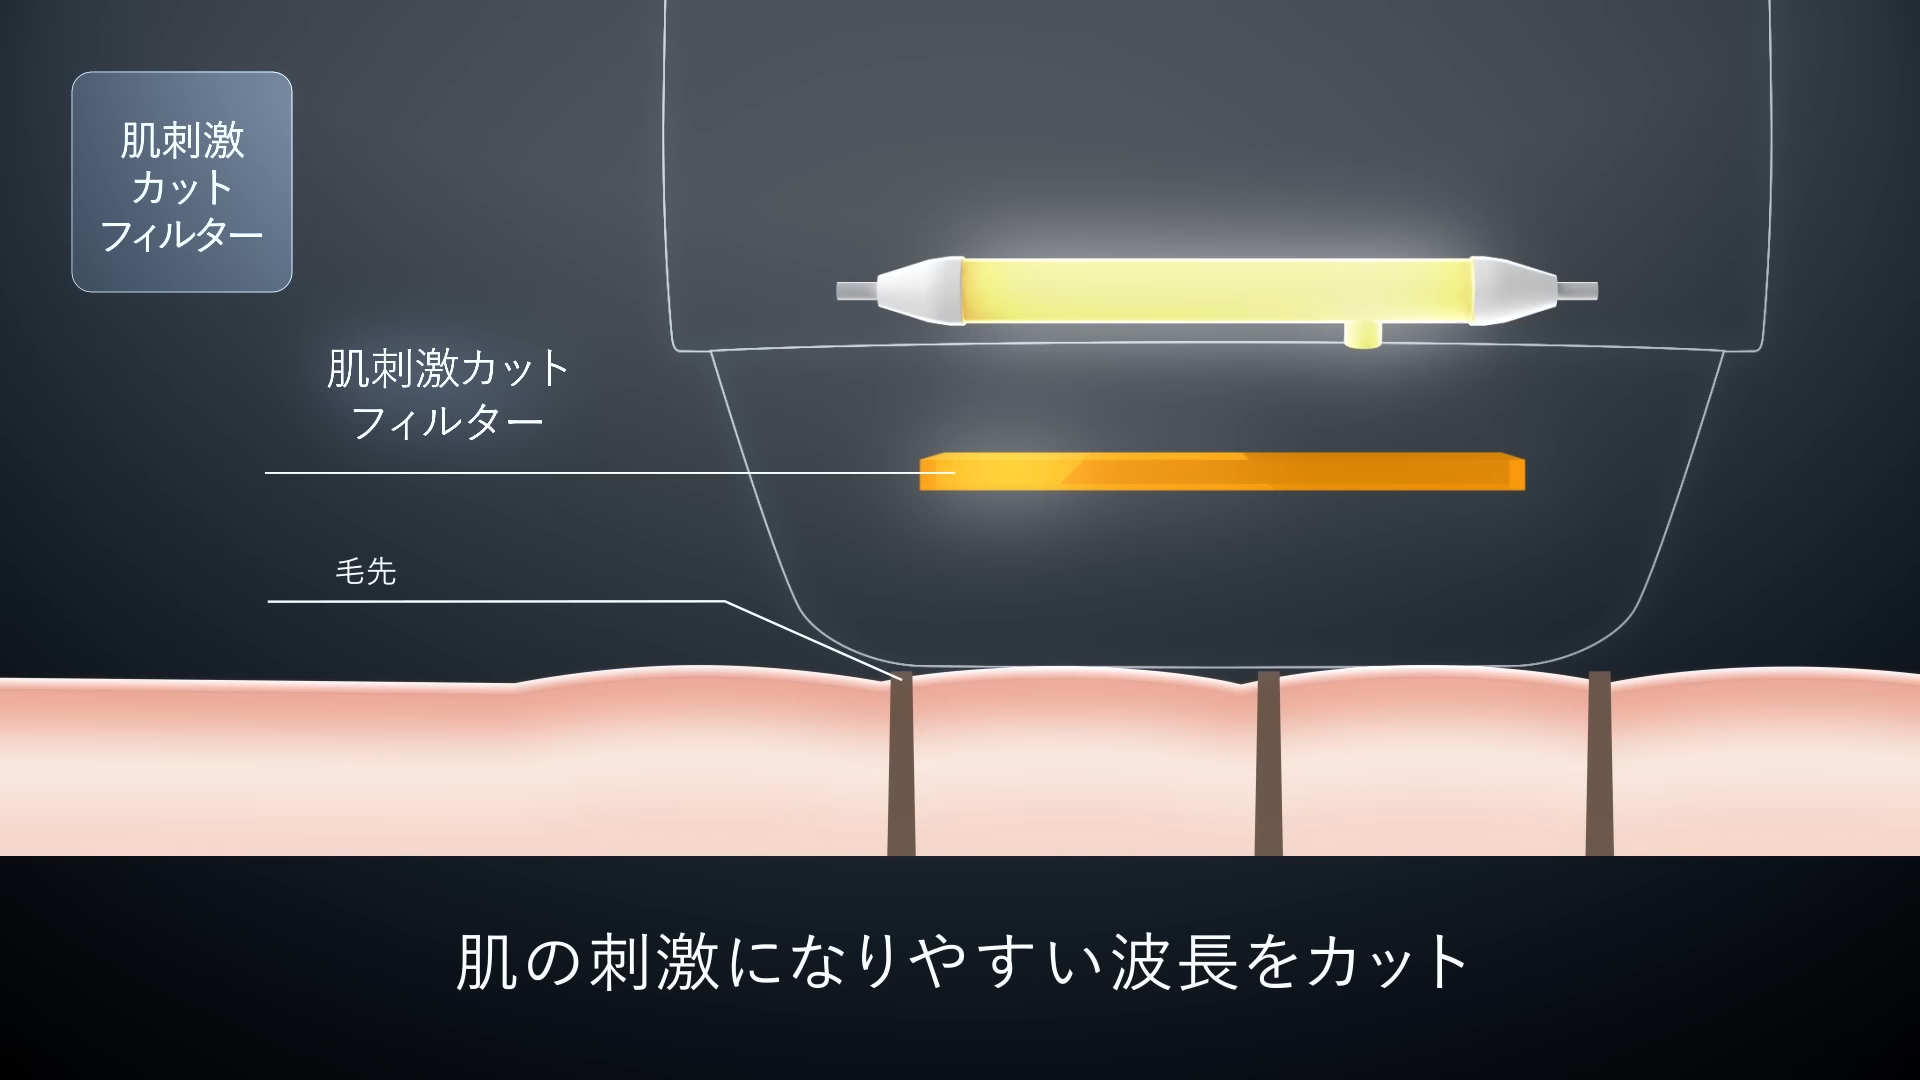 肌刺激
カット
フィルター
肌刺激カット
フィルター
毛先
肌の刺激になりやすい波長をカット